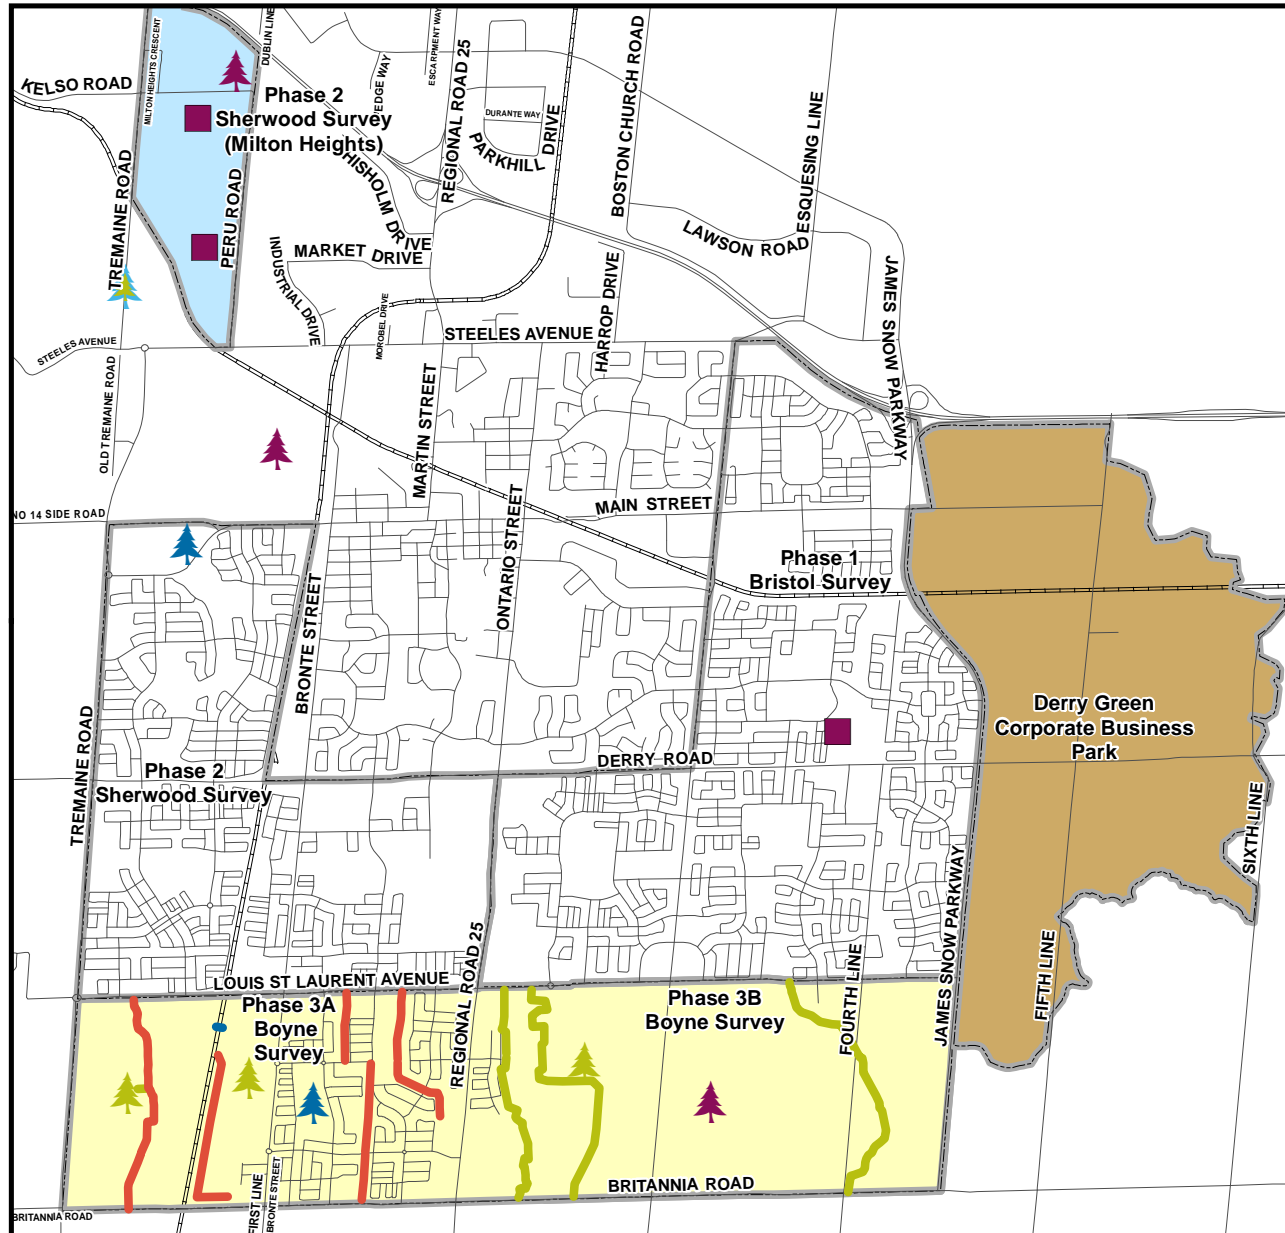 MILTON HEIGHTS CRESCENT
DUBLIN LINE
ESCARPMENT WAY
REGIONAL ROAD 25
BOSTON CHURCH ROAD
KELSO ROAD
Phase 2
Sherwood Survey
(Milton Heights)
EDGE WAY
DURANTE WAY
PARKHILL DRIVE
ESQUESING LINE
TREMAINE ROAD
PERU ROAD
CHISHOLM DRIVE
LAWSON ROAD
MARKET DRIVE
INDUSTRIAL DRIVE
MOROBEL DRIVE
HARROP DRIVE
JAMES SNOW PARKWAY
STEELES AVENUE
STEELES AVENUE
OLD TREMAINE ROAD
MARTIN STREET
ONTARIO STREET
MAIN STREET
NO 14 SIDE ROAD
Phase 1
Bristol Survey
BRONTE STREET
Derry Green
Corporate Business
Park
TREMAINE ROAD
DERRY ROAD
Phase 2
Sherwood Survey
SIXTH LINE
JAMES SNOW PARKWAY
REGIONAL ROAD 25
FOURTH LINE
FIFTH LINE
LOUIS ST LAURENT AVENUE
Phase 3A
Boyne
Survey
Phase 3B
Boyne Survey
BRITANNIA ROAD
FIRST LINE
BRONTE STREET
BRITANNIA ROAD